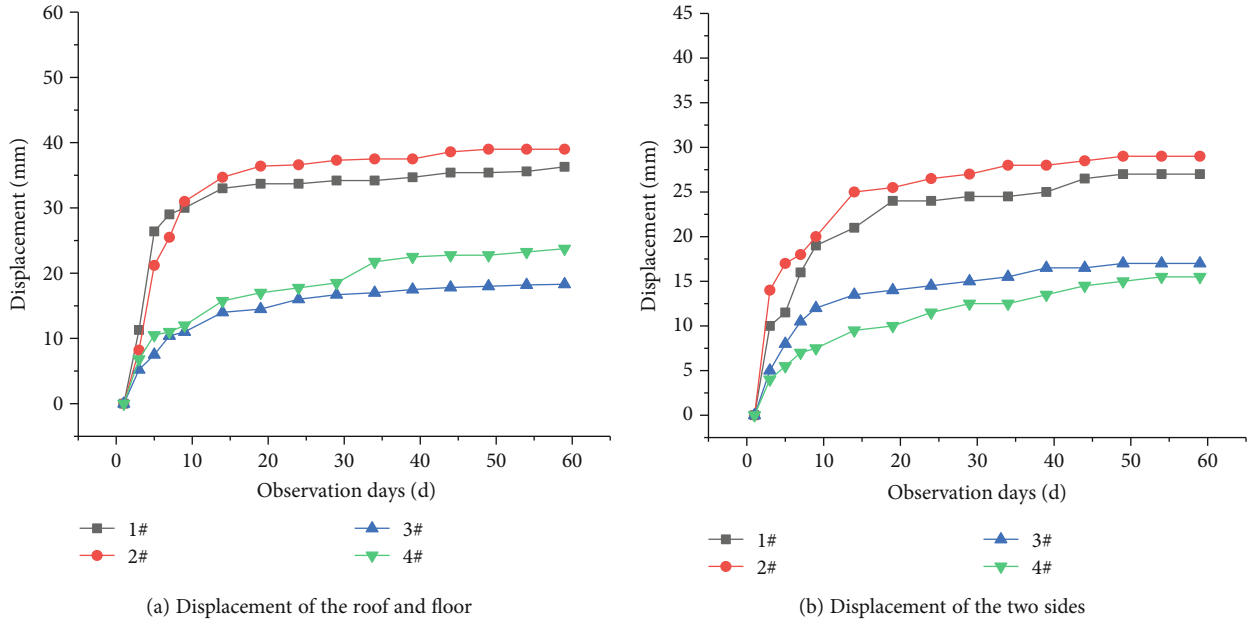 60
50
40
30
20
10
0
Displacement (mm)
0 10 20 30 40 50 60
Observation days (d)
1# 3#
2# 4#
(a) Displacement of the roof and floor
45
40
35
30
25
20
15
10
5
0
Displacement (mm)
0 10 20 30 40 50 60
Observation days (d)
1# 3#
2# 4#
(b) Displacement of the two sides